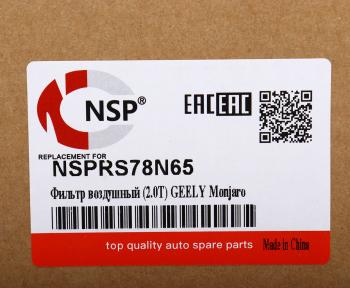 NSP®
EAC EAC
REPLACEMENT FOR
NSPRS78N65
Фильтр воздушный (2.0T) GEELY Monjaro
top quality auto spare parts
Made in China